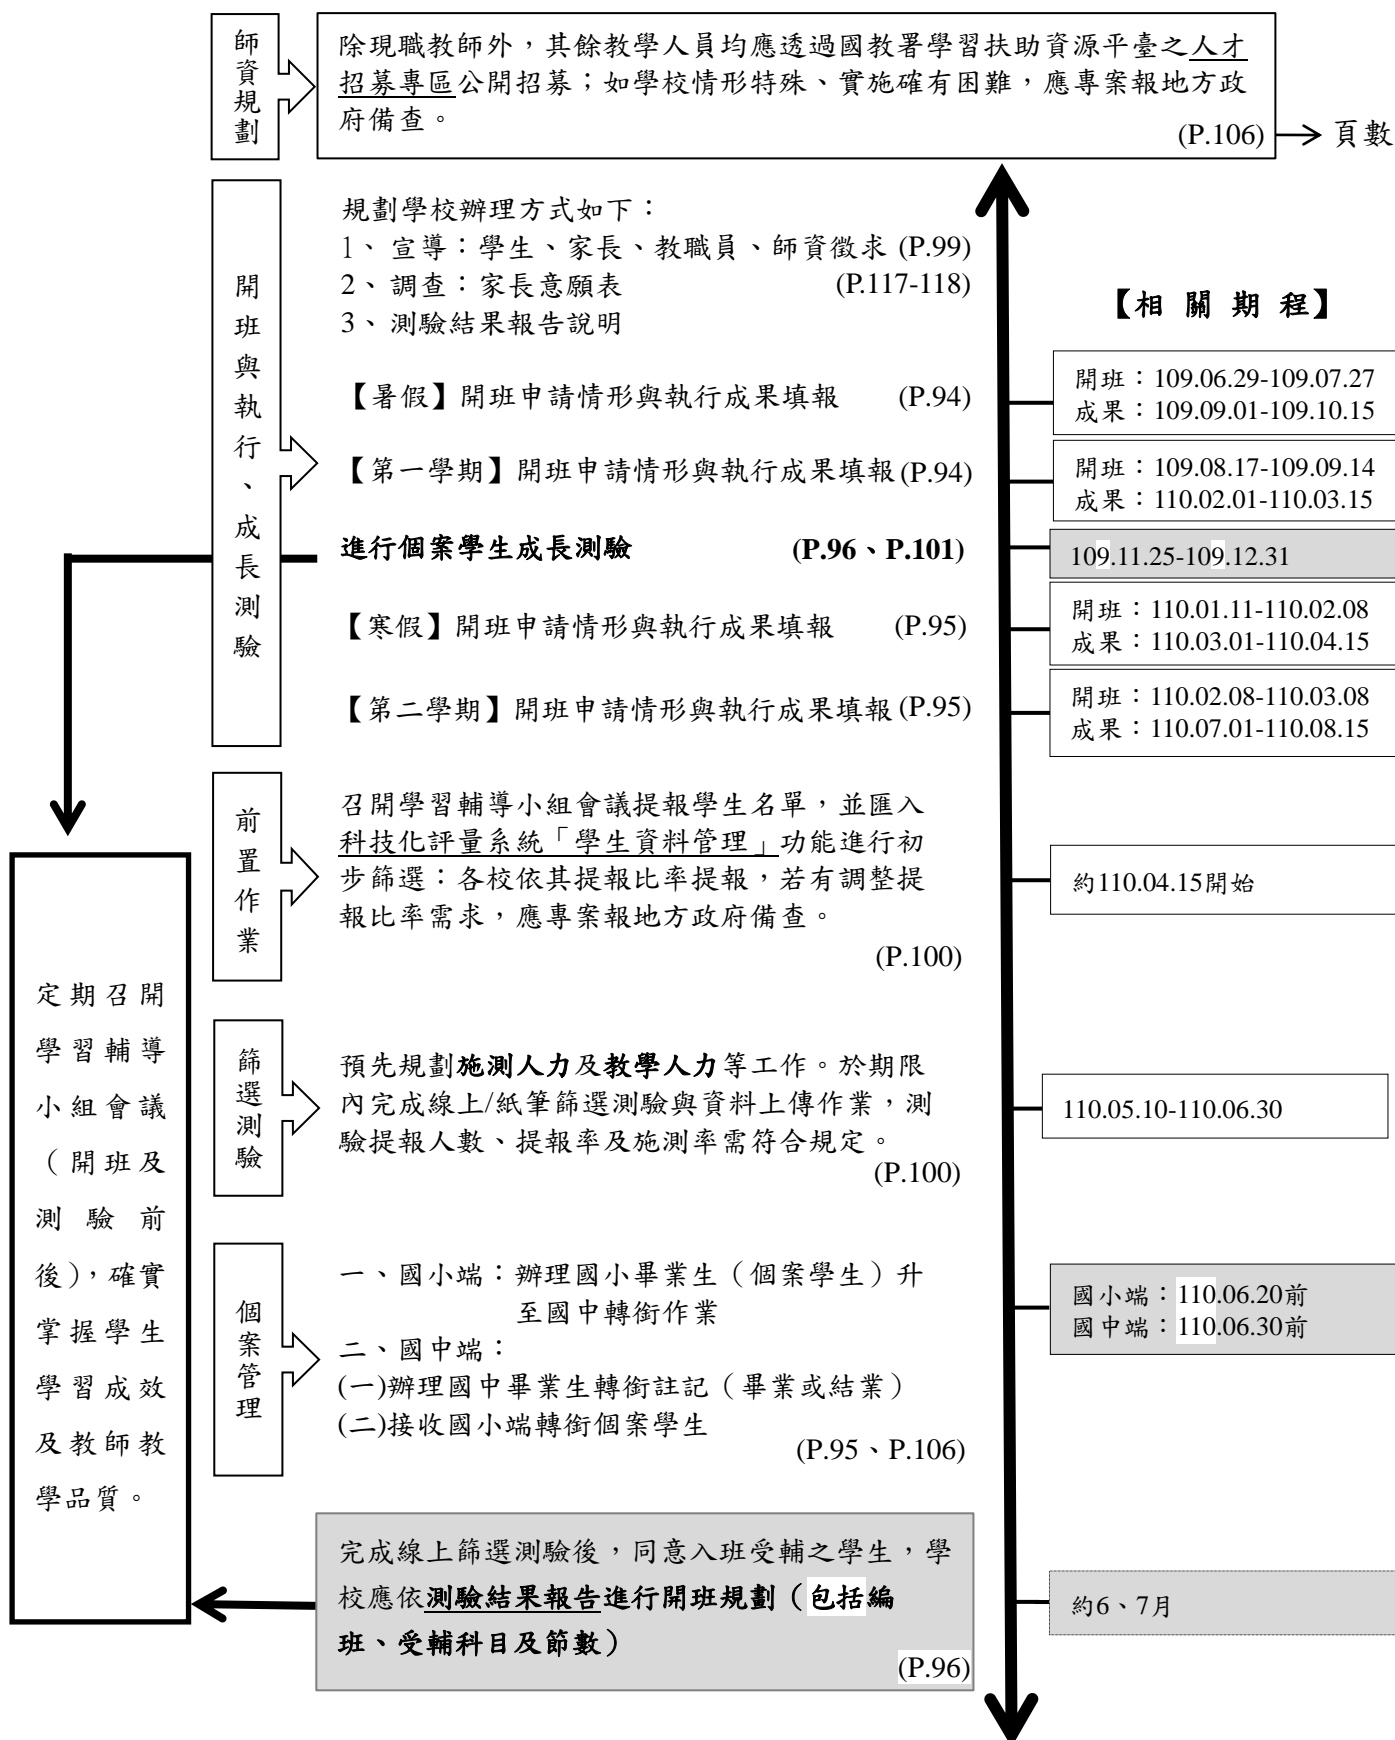 師資規劃
除現職教師外，其餘教學人員均應透過國教署學習扶助資源平臺之人才
招募專區公開招募；如學校情形特殊、實施確有困難，應專案報地方政
府備查。
(P.106)
頁數
開班與執行、成長測驗
規劃學校辦理方式如下：
1、 宣導：學生、家長、教職員、師資徵求 (P.99)
2、調查：家長意願表 (P.117-118)
3、測驗結果報告說明
【相關期程】
【暑假】開班申請情形與執行成果填報 (P.94)
開班：109.06.29-109.07.27
成果：109.09.01-109.10.15
【第一學期】開班申請情形與執行成果填報(P.94)
開班：109.08.17-109.09.14
成果：110.02.01-110.03.15
進行個案學生成長測驗 (P.96、P.101)
109.11.25-109.12.31
【寒假】開班申請情形與執行成果填報 (P.95)
開班：110.01.11-110.02.08
成果：110.03.01-110.04.15
【第二學期】開班申請情形與執行成果填報(P.95)
開班：110.02.08-110.03.08
成果：110.07.01-110.08.15
前置作業
召開學習輔導小組會議提報學生名單，並匯入
科技化評量系統「學生資料管理」功能進行初
步篩選：各校依其提報比率提報，若有調整提
報比率需求，應專案報地方政府備查。
(P.100)
約110.04.15開始
篩選測驗
預先規劃施測人力及教學人力等工作。於期限
內完成線上/紙筆篩選測驗與資料上傳作業，測
驗提報人數、提報率及施測率需符合規定。
(P.100)
110.05.10-110.06.30
個案管理
一、國小端：辦理國小畢業生（個案學生）升
至國中轉銜作業
二、國中端：
(一)辦理國中畢業生轉銜註記（畢業或結業）
(二)接收國小端轉銜個案學生
(P.95、P.106)
國小端：110.06.20前
國中端：110.06.30前
定期召開
學習輔導
小組會議
（開班及
測驗前
後），確實
掌握學生
學習成效
及教師教
學品質。
完成線上篩選測驗後，同意入班受輔之學生，學
校應依測驗結果報告進行開班規劃（包括編
班、受輔科目及節數）
(P.96)
約6、7月